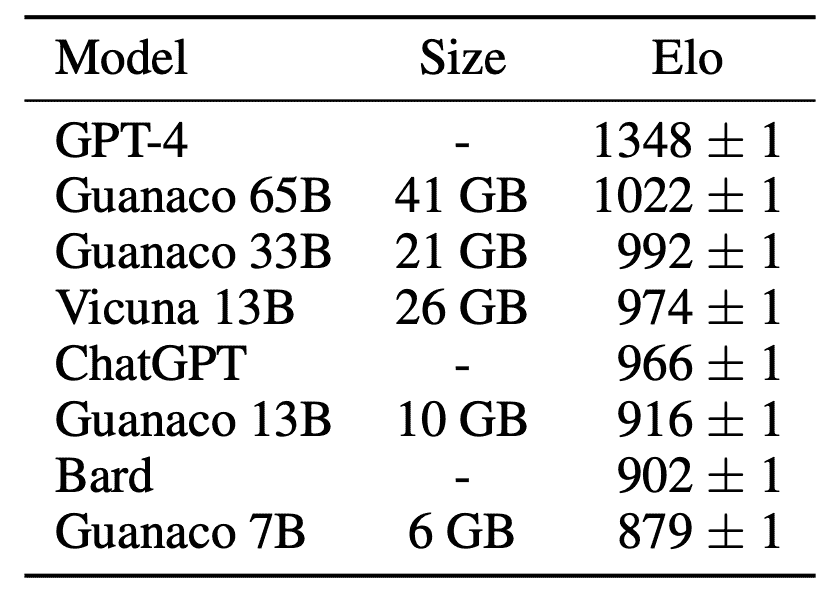 Model Size Elo
GPT-4 - 1348 ± 1
Guanaco 65B 41 GB 1022 ± 1
Guanaco 33B 21 GB 992 ± 1
Vicuna 13B 26 GB 974 ± 1
ChatGPT - 966 ± 1
Guanaco 13B 10 GB 916 ± 1
Bard - 902 ± 1
Guanaco 7B 6 GB 879 ± 1